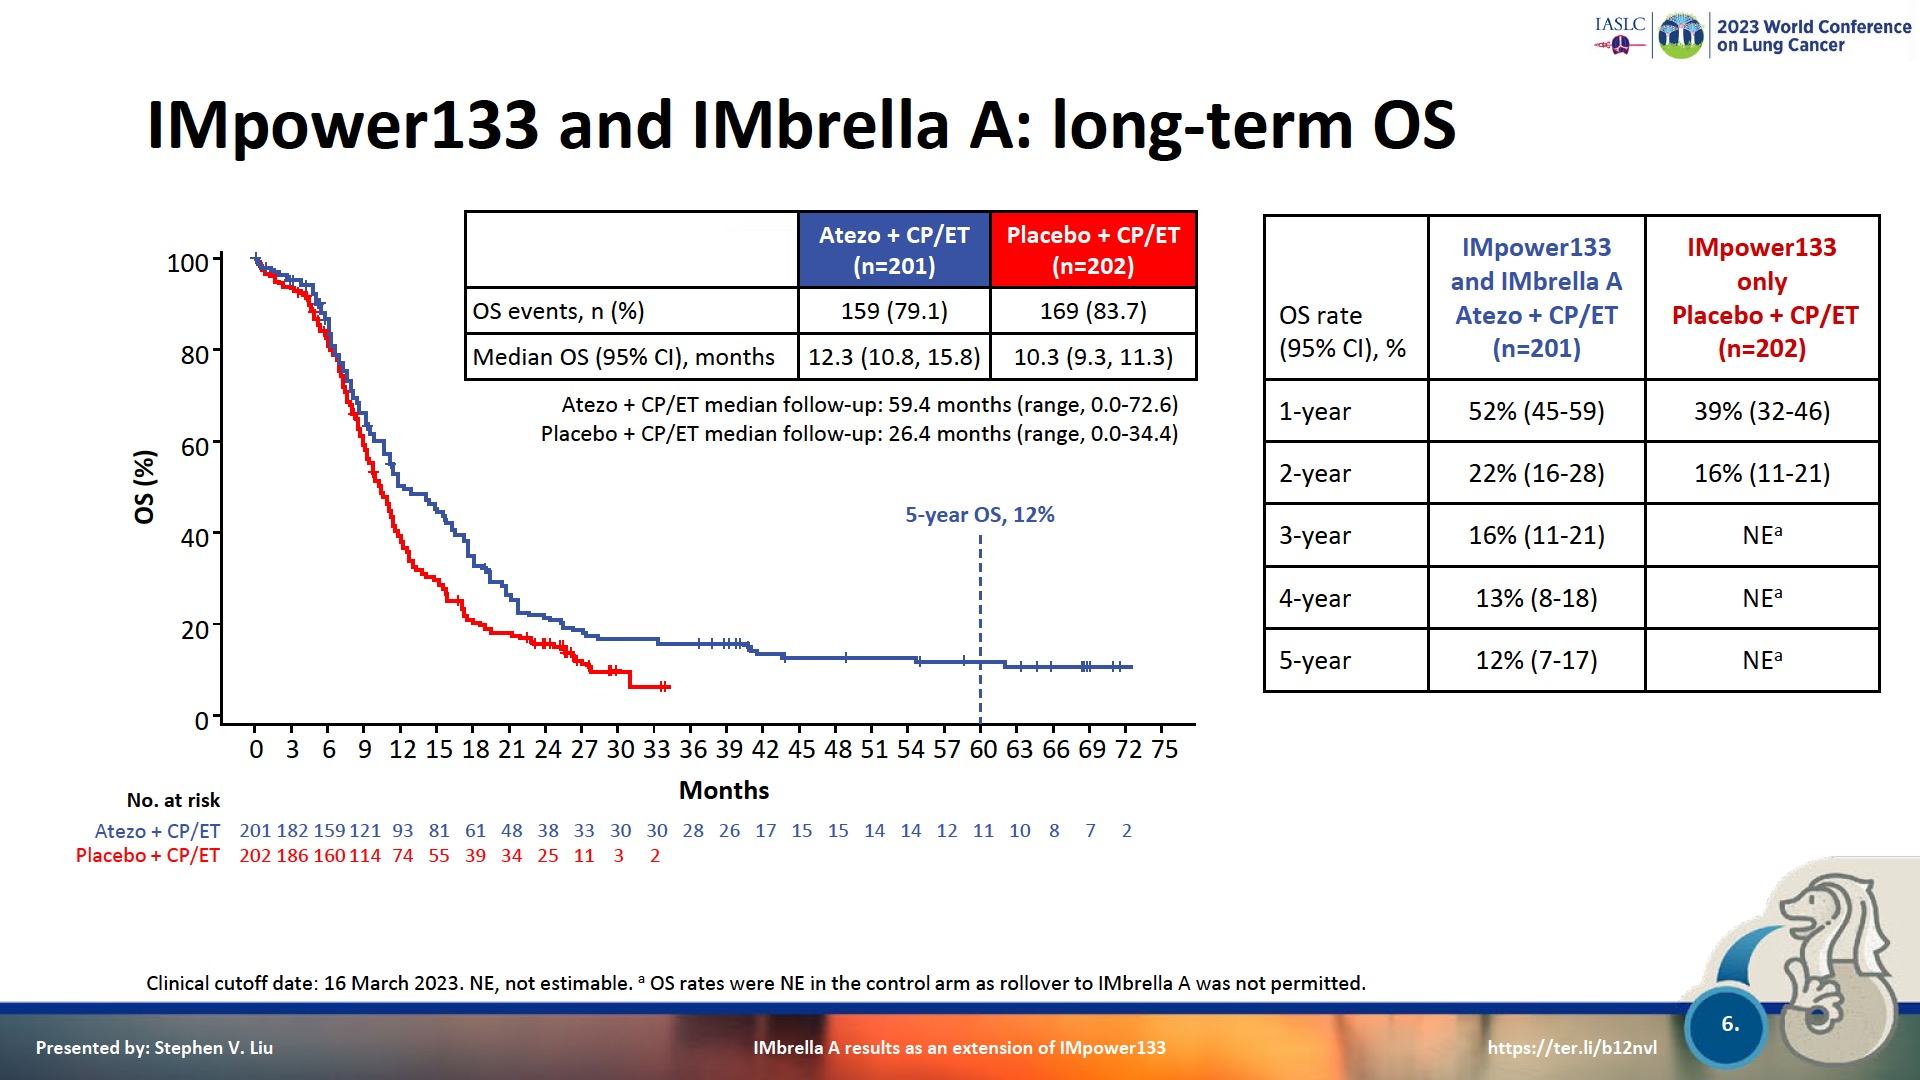 IASLC
2023 World Conference
on Lung Cancer
IMpower133 and IMbrella A: long-term OS
Atezo + CP/ET
(n=201)
Placebo + CP/ET
(n=202)
OS events, n (%)
159 (79.1)
169 (83.7)
Median OS (95% CI), months
12.3 (10.8, 15.8)
10.3 (9.3, 11.3)
Atezo + CP/ET median follow-up: 59.4 months (range, 0.0-72.6)
Placebo + CP/ET median follow-up: 26.4 months (range, 0.0-34.4)
5-year OS, 12%
OS (%)
100
80
60
40
20
0
0 3 6 9 12 15 18 21 24 27 30 33 36 39 42 45 48 51 54 57 60 63 66 69 72 75
Months
No. at risk
Atezo + CP/ET 201 182 159 121 93 81 61 48 38 33 30 30 28 26 17 15 15 14 14 12 11 10 8 7 2
Placebo + CP/ET 202 186 160 114 74 55 39 34 25 11 3 2
OS rate
(95% CI), %
IMpower133
and IMbrella A
Atezo + CP/ET
(n=201)
IMpower133
only
Placebo + CP/ET
(n=202)
1-year
52% (45-59)
39% (32-46)
2-year
22% (16-28)
16% (11-21)
3-year
16% (11-21)
NEᵃ
4-year
13% (8-18)
NEᵃ
5-year
12% (7-17)
NEᵃ
Clinical cutoff date: 16 March 2023. NE, not estimable. ᵃ OS rates were NE in the control arm as rollover to IMbrella A was not permitted.
6.
Presented by: Stephen V. Liu
IMbrella A results as an extension of IMpower133
https://ter.li/b12nvl